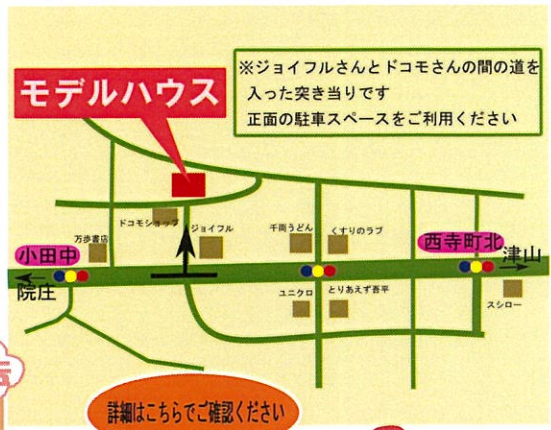 ※ジョイフルさんとドコモさんの間の道を
入った突き当りです
正面の駐車スペースをご利用ください
モデルハウス
ドコモショップ
ジョイフル
千両うどん
くすりのラブ
万歩書店
小田中
西寺町北
津山
院庄
ユニクロ
とりあえず吾平
スシロー
詳細はこちらでご確認ください